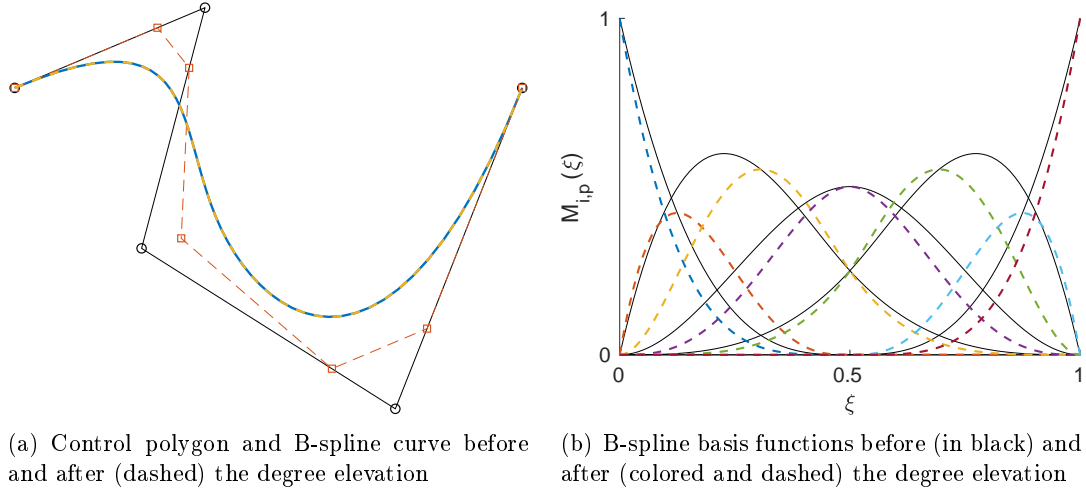 1
M_{i,p}(ξ)
0
0
0.5
1
ξ
(a) Control polygon and B-spline curve before
and after (dashed) the degree elevation
(b) B-spline basis functions before (in black) and
after (colored and dashed) the degree elevation